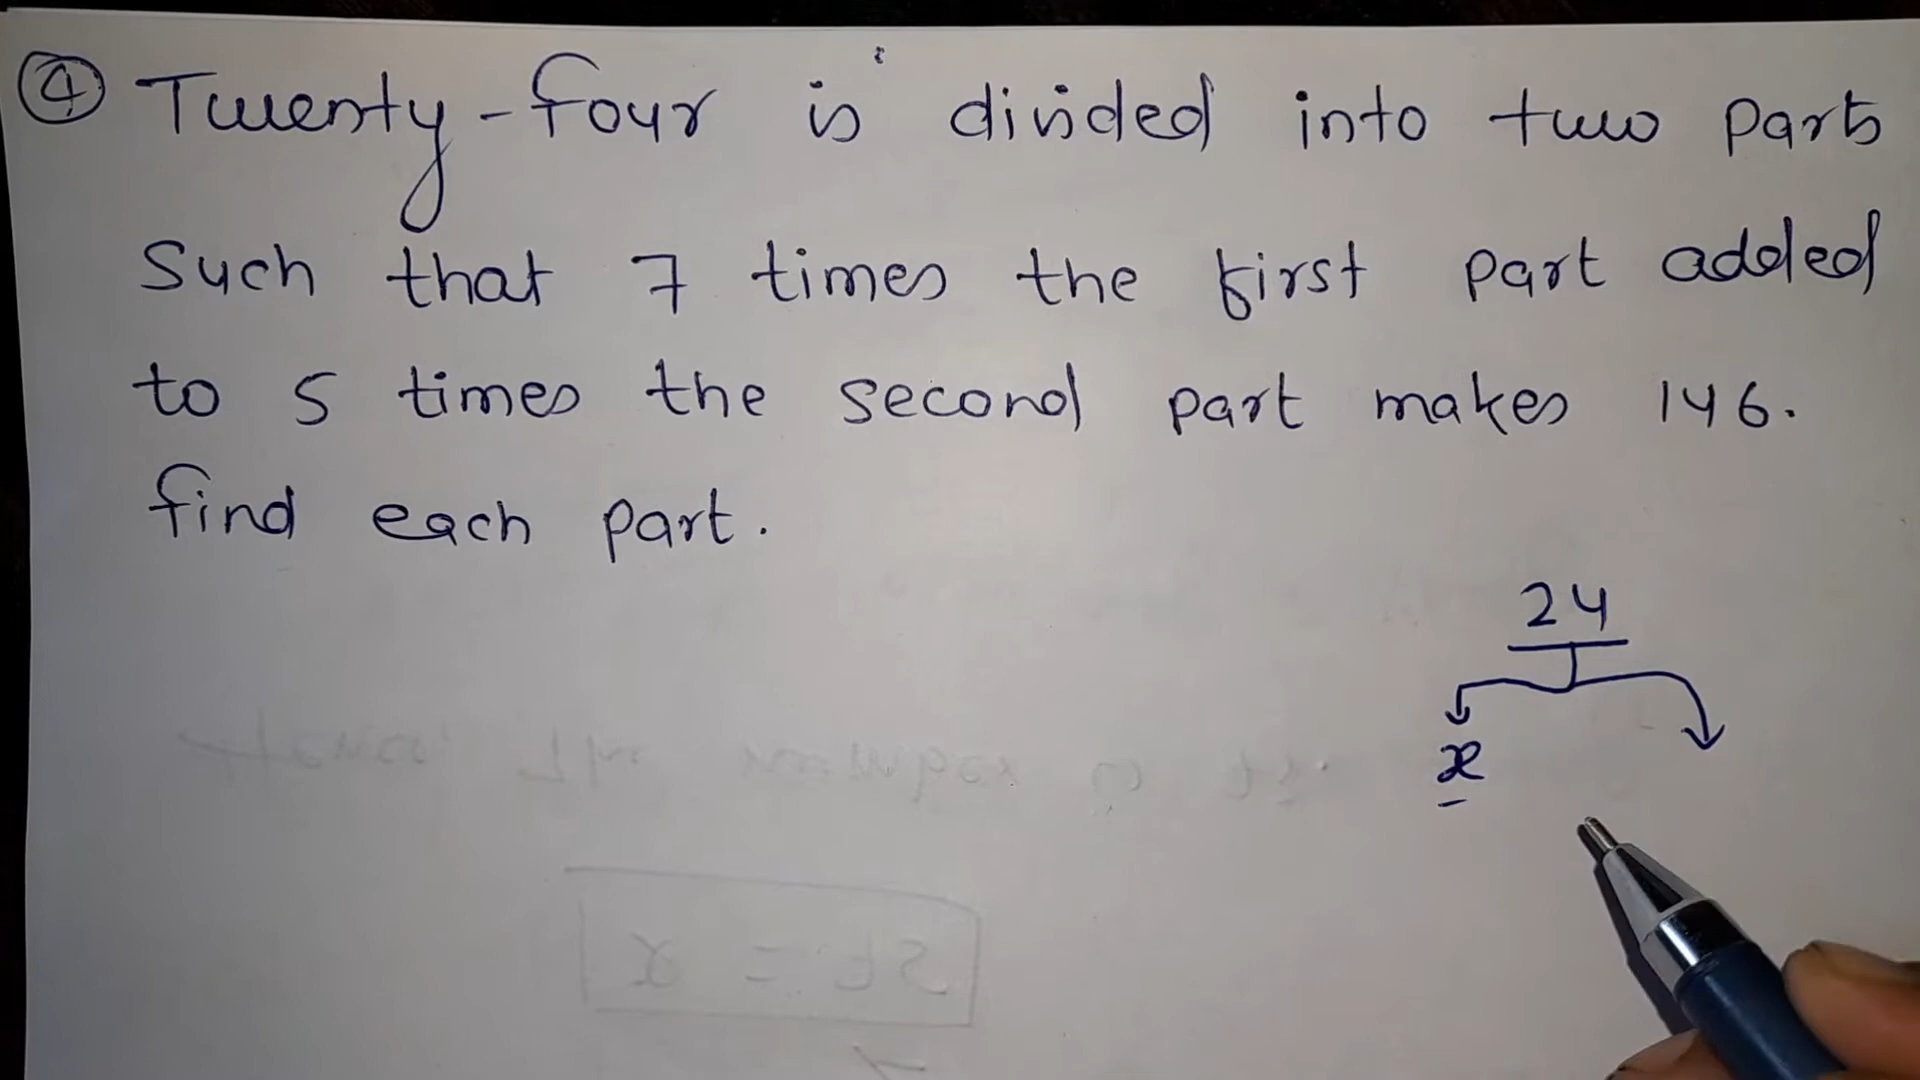 ④ Twenty-four is divided into two parts
Such that 7 times the first part added
to 5 times the second part makes 146.
find each part.
24
x